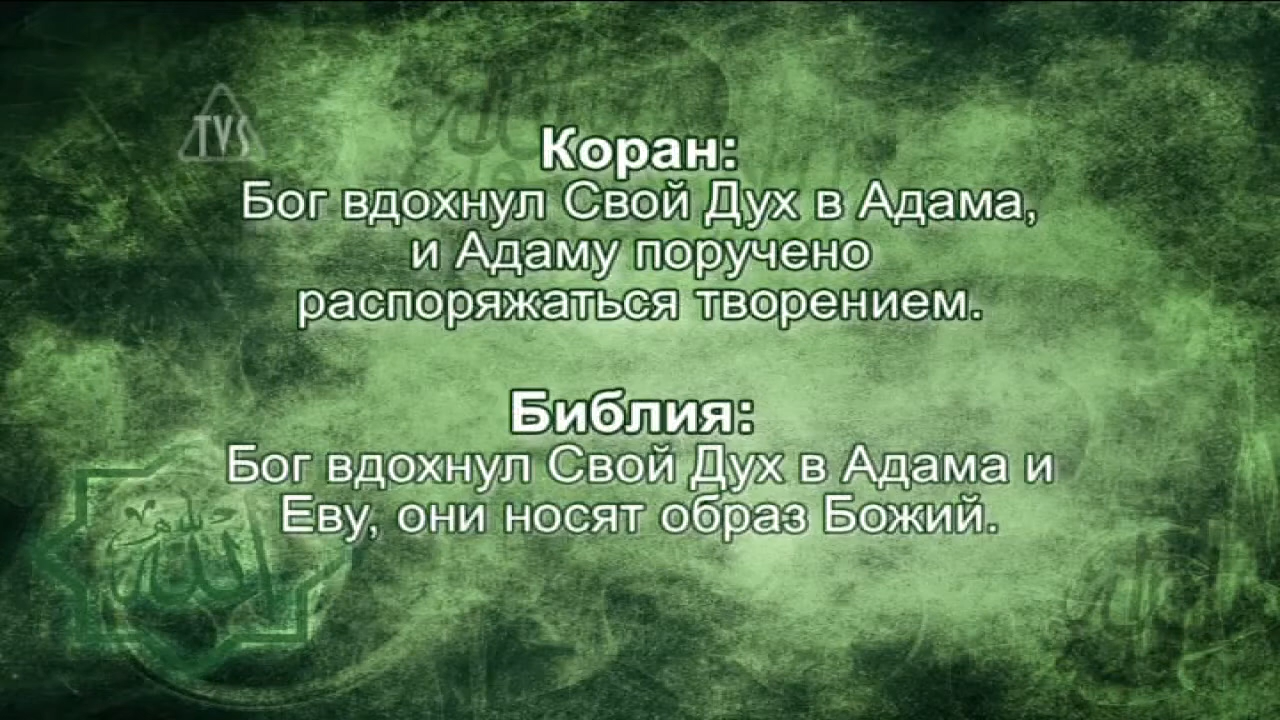 TVS
Коран:
Бог вдохнул Свой Дух в Адама,
и Адаму поручено
распоряжаться творением.
Библия:
Бог вдохнул Свой Дух в Адама и
Еву, они носят образ Божий.
الله